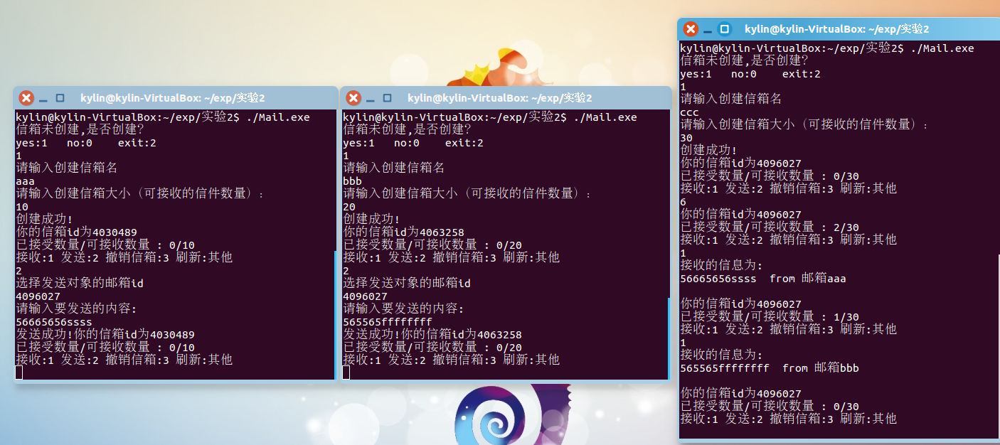 kylin@kylin-VirtualBox: ~/exp/实验2
kylin@kylin-VirtualBox:~/exp/实验2$ ./Mail.exe
信箱未创建,是否创建?
yes:1 no:0 exit:2
1
请输入创建信箱名
aaa
请输入创建信箱大小（可接收的信件数量）:
10
创建成功!
你的信箱id为4030489
已接受数量/可接收数量 : 0/10
接收:1 发送:2 撤销信箱:3 刷新:其他
2
选择发送对象的邮箱id
4096027
请输入要发送的内容:
56665656ssss
发送成功!你的信箱id为4030489
已接受数量/可接收数量 : 0/10
接收:1 发送:2 撤销信箱:3 刷新:其他
kylin@kylin-VirtualBox: ~/exp/实验2
kylin@kylin-VirtualBox:~/exp/实验2$ ./Mail.exe
信箱未创建,是否创建?
yes:1 no:0 exit:2
1
请输入创建信箱名
bbb
请输入创建信箱大小（可接收的信件数量）:
20
创建成功!
你的信箱id为4063258
已接受数量/可接收数量 : 0/20
接收:1 发送:2 撤销信箱:3 刷新:其他
2
选择发送对象的邮箱id
4096027
请输入要发送的内容:
565565ffffffff
发送成功!你的信箱id为4063258
已接受数量/可接收数量 : 0/20
接收:1 发送:2 撤销信箱:3 刷新:其他
kylin@kylin-VirtualBox: ~/exp/实验2
kylin@kylin-VirtualBox:~/exp/实验2$ ./Mail.exe
信箱未创建,是否创建?
yes:1 no:0 exit:2
1
请输入创建信箱名
ccc
请输入创建信箱大小（可接收的信件数量）:
30
创建成功!
你的信箱id为4096027
已接受数量/可接收数量 : 0/30
接收:1 发送:2 撤销信箱:3 刷新:其他
6
你的信箱id为4096027
已接受数量/可接收数量 : 2/30
接收:1 发送:2 撤销信箱:3 刷新:其他
1
接收的信息为:
56665656ssss from 邮箱aaa
你的信箱id为4096027
已接受数量/可接收数量 : 1/30
接收:1 发送:2 撤销信箱:3 刷新:其他
1
接收的信息为:
565565ffffffff from 邮箱bbb
你的信箱id为4096027
已接受数量/可接收数量 : 0/30
接收:1 发送:2 撤销信箱:3 刷新:其他